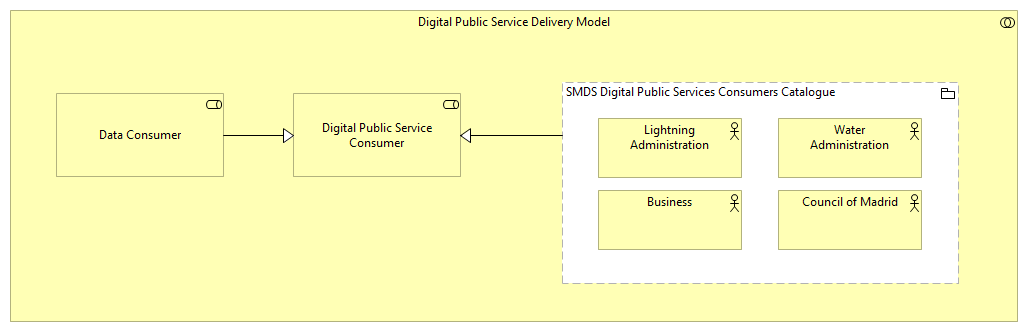 Digital Public Service Delivery Model
Data Consumer
Digital Public Service
Consumer
SMDS Digital Public Services Consumers Catalogue
Lightning
Administration
Water
Administration
Business
Council of Madrid